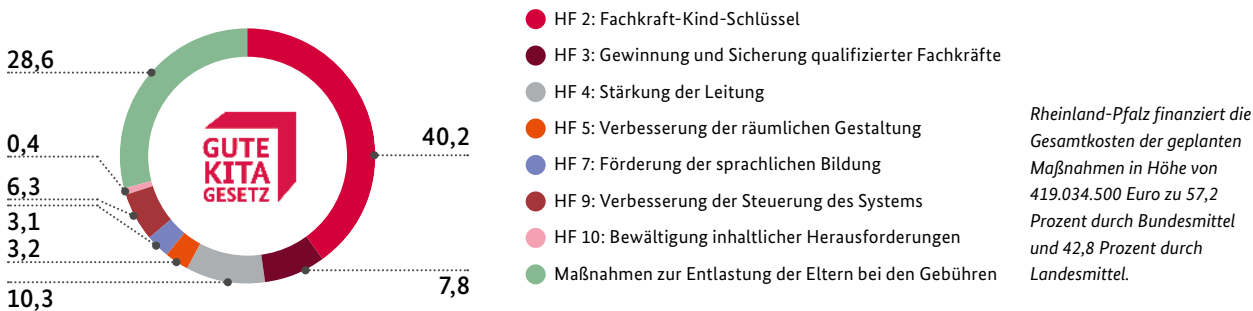 28,6
0,4
6,3
3,1
3,2
10,3
GUTE
KITA
GESETZ
40,2
7,8
HF 2: Fachkraft-Kind-Schlüssel
HF 3: Gewinnung und Sicherung qualifizierter Fachkräfte
HF 4: Stärkung der Leitung
HF 5: Verbesserung der räumlichen Gestaltung
HF 7: Förderung der sprachlichen Bildung
HF 9: Verbesserung der Steuerung des Systems
HF 10: Bewältigung inhaltlicher Herausforderungen
Maßnahmen zur Entlastung der Eltern bei den Gebühren
Rheinland-Pfalz finanziert die
Gesamtkosten der geplanten
Maßnahmen in Höhe von
419.034.500 Euro zu 57,2
Prozent durch Bundesmittel
und 42,8 Prozent durch
Landesmittel.